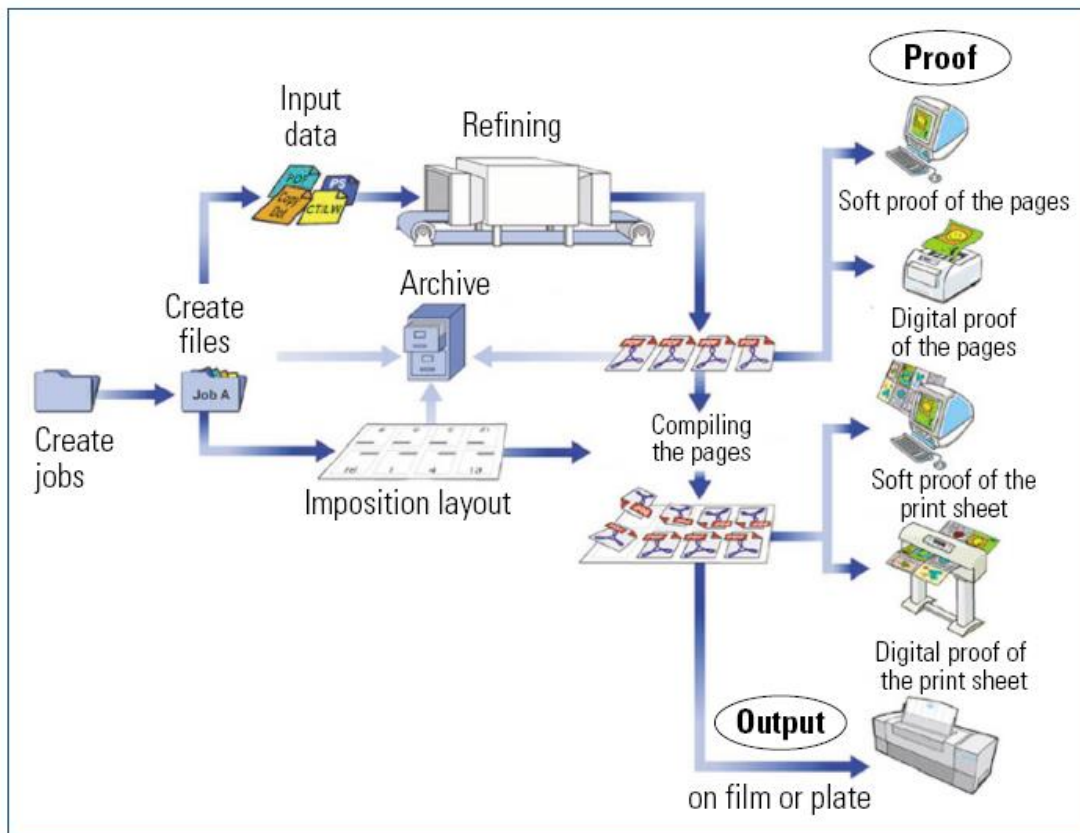 Proof
Input
data
Refining
PDF
PS
Copy
Dot
CT/LW
Soft proof of the pages
Create
files
Archive
Digital proof
of the pages
Job A
Create
jobs
Compiling
the pages
Imposition layout
Soft proof of the
print sheet
Digital proof of
the print sheet
Output
on film or plate